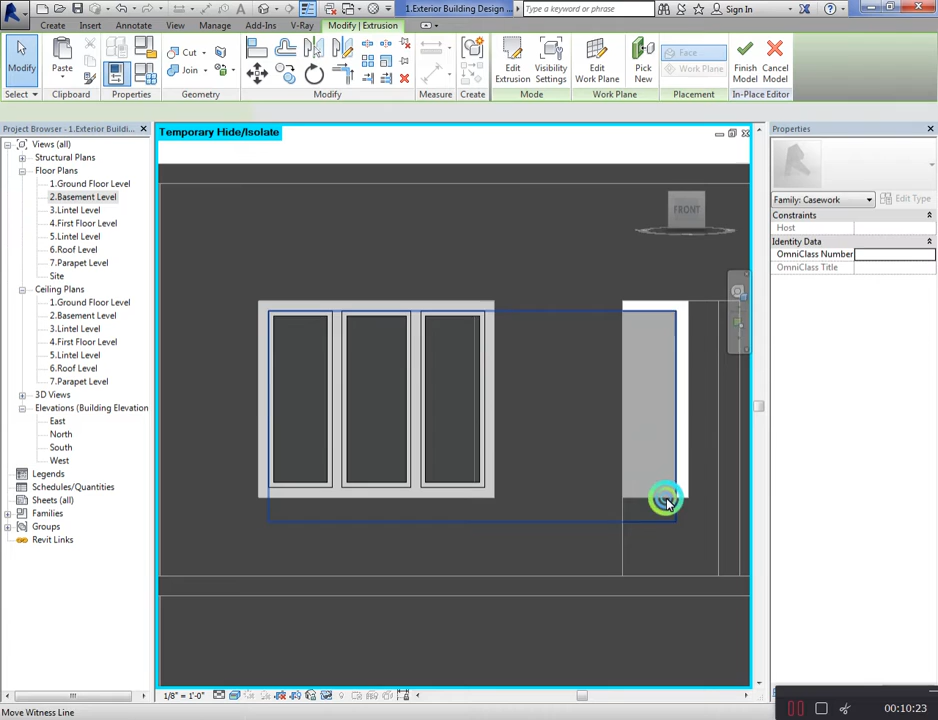 1.Exterior Building Design ...
Type a keyword or phrase
Sign In
Home
Insert
Annotate
View
Manage
Add-Ins
V-Ray
Modify | Extrusion
Modify
Paste
Cut
Join
Edit Extrusion
Visibility Settings
Edit Work Plane
Pick New
Face
Work Plane
Finish Model
Cancel Model
Select
Clipboard
Properties
Geometry
Modify
Measure
Create
Mode
Work Plane
Placement
In-Place Editor
Project Browser - 1.Exterior Buildi...
Views (all)
Structural Plans
Floor Plans
1.Ground Floor Level
2.Basement Level
3.Lintel Level
4.First Floor Level
5.Lintel Level
6.Roof Level
7.Parapet Level
Site
Ceiling Plans
1.Ground Floor Level
2.Basement Level
3.Lintel Level
4.First Floor Level
5.Lintel Level
6.Roof Level
7.Parapet Level
3D Views
Elevations (Building Elevation
East
North
South
West
Legends
Schedules/Quantities
Sheets (all)
Families
Groups
Revit Links
Temporary Hide/Isolate
FRONT
Properties
Family: Casework
Edit Type
Constraints
Host
Identity Data
OmniClass Number
OmniClass Title
1/8" = 1'-0"
Move Witness Line
00:10:23